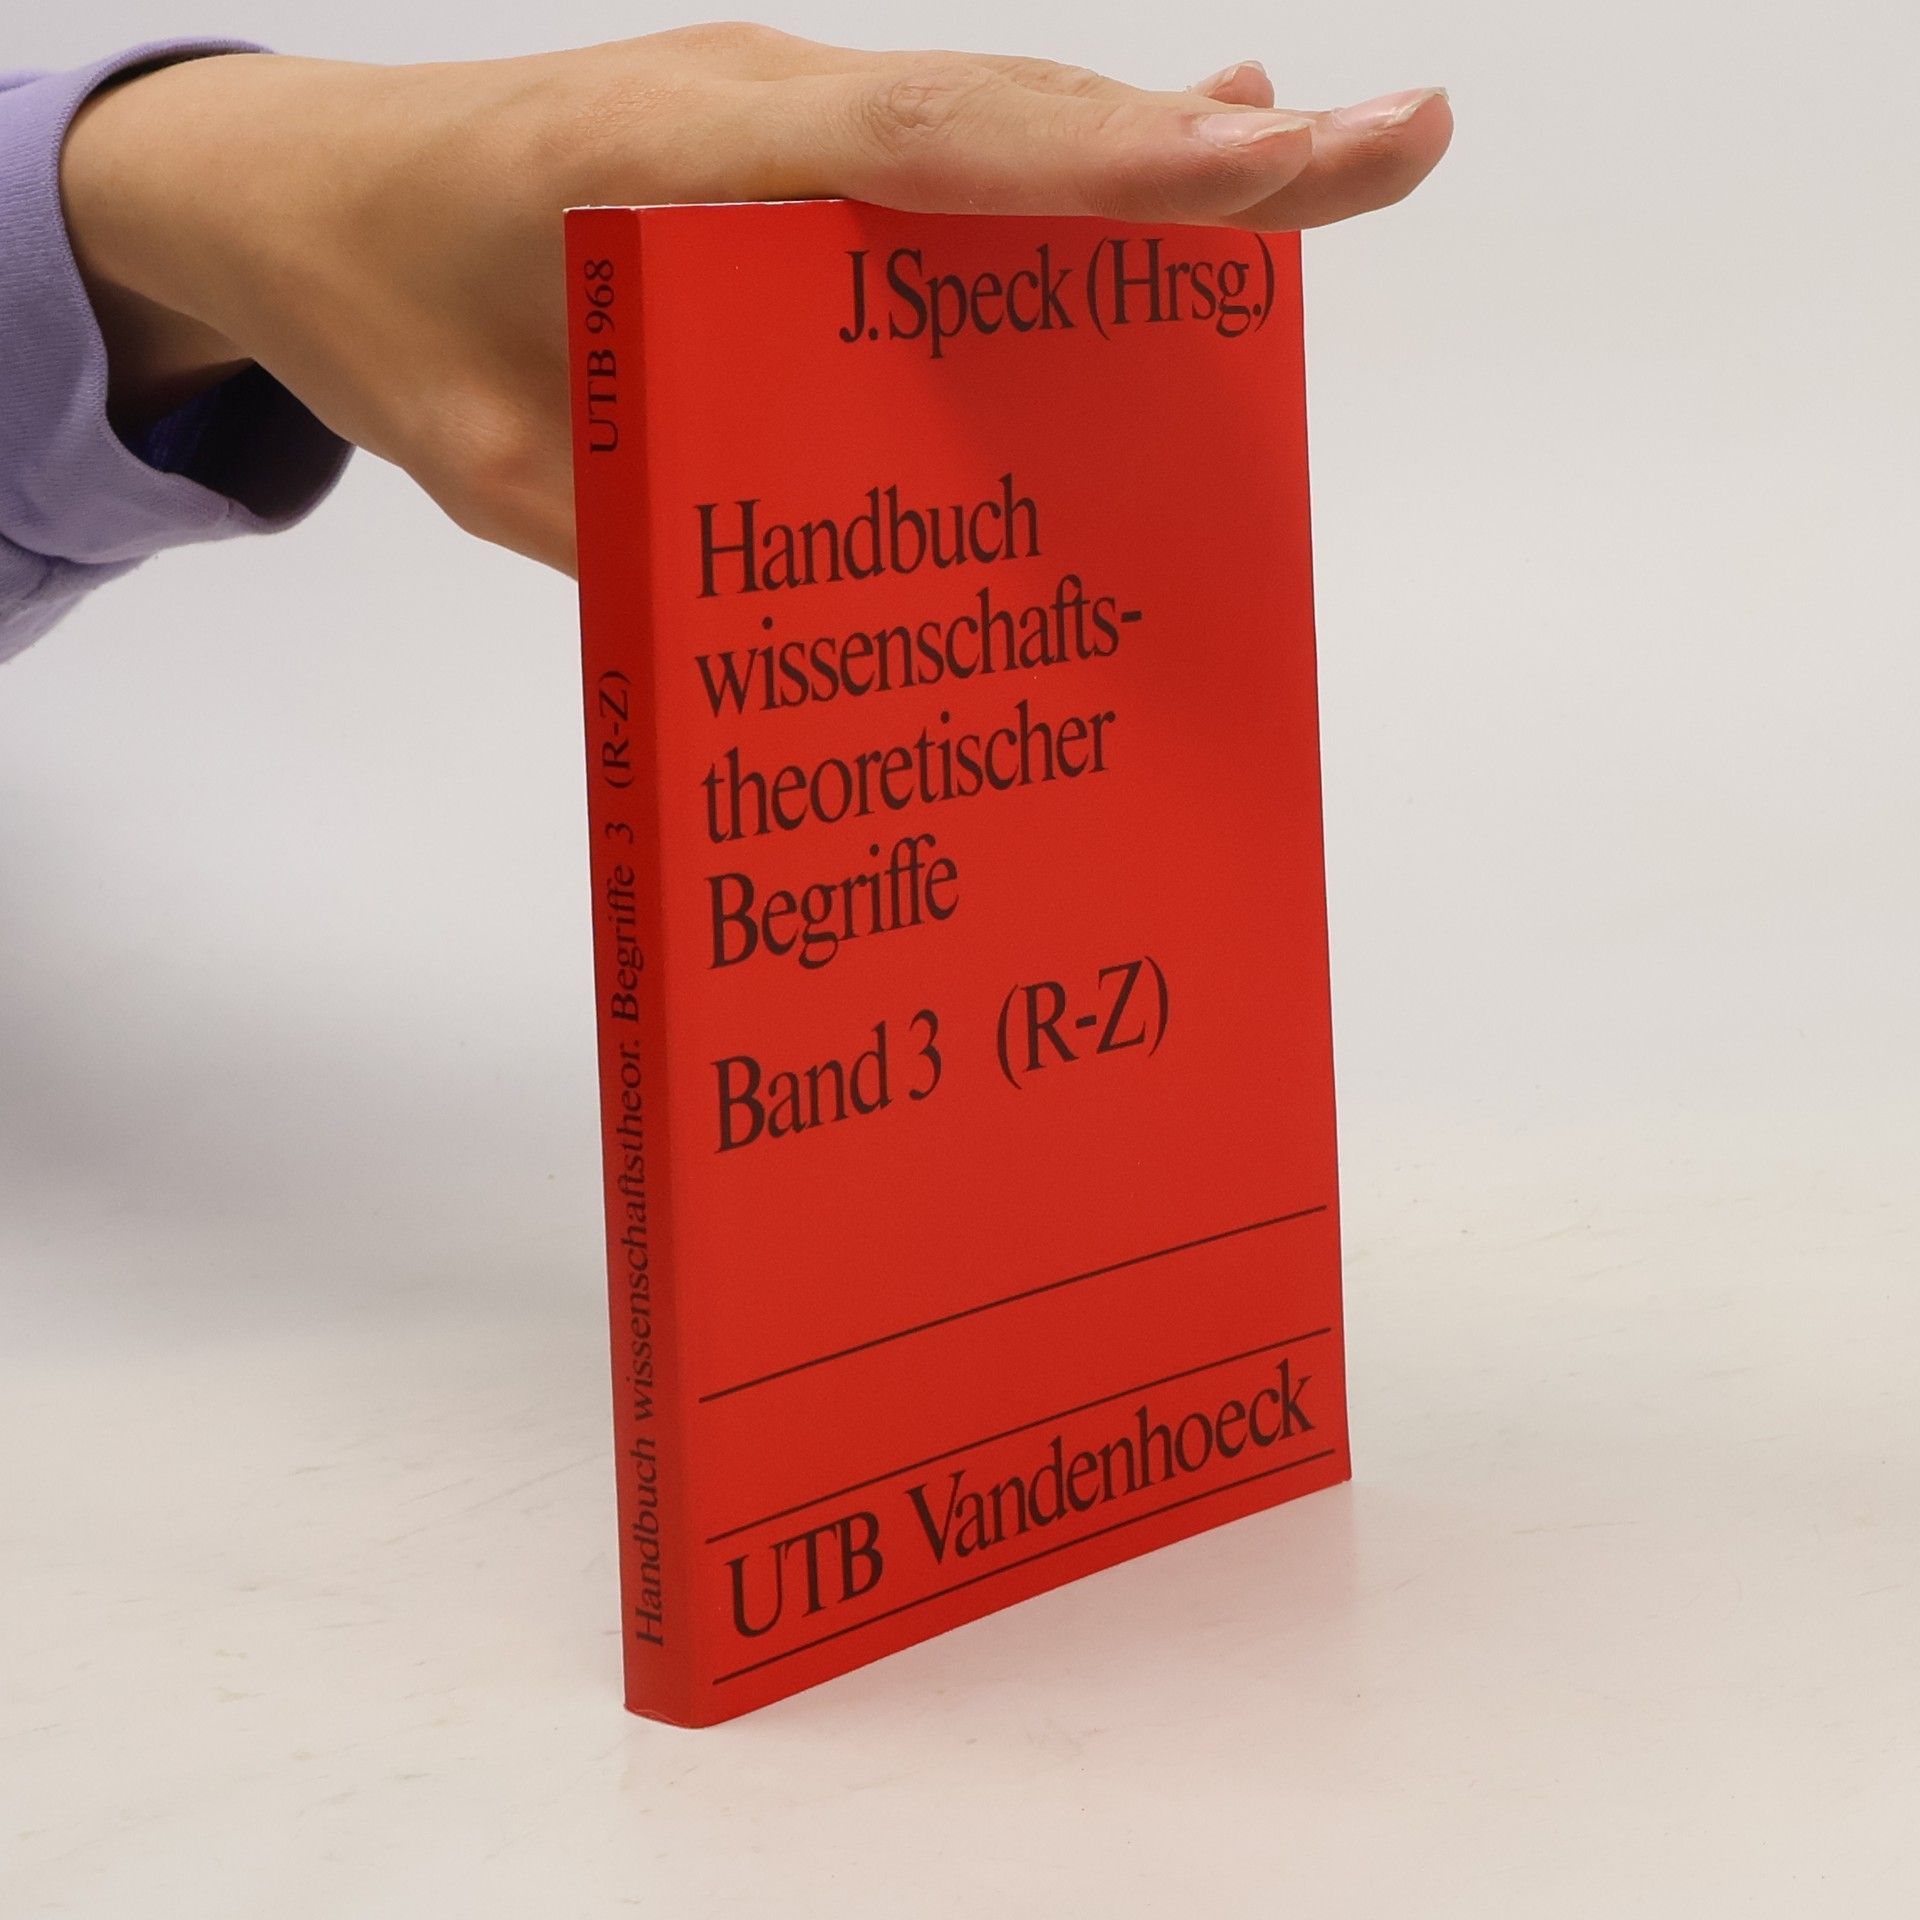 J. Speck (Hrsg.)
Handbuch
wissenschafts-
theoretischer
Begriffe
Band 3 (R-Z)
UTB Vandenhoeck
Handbuch wissenschaftstheor. Begriffe 3 (R-Z) UTB 968